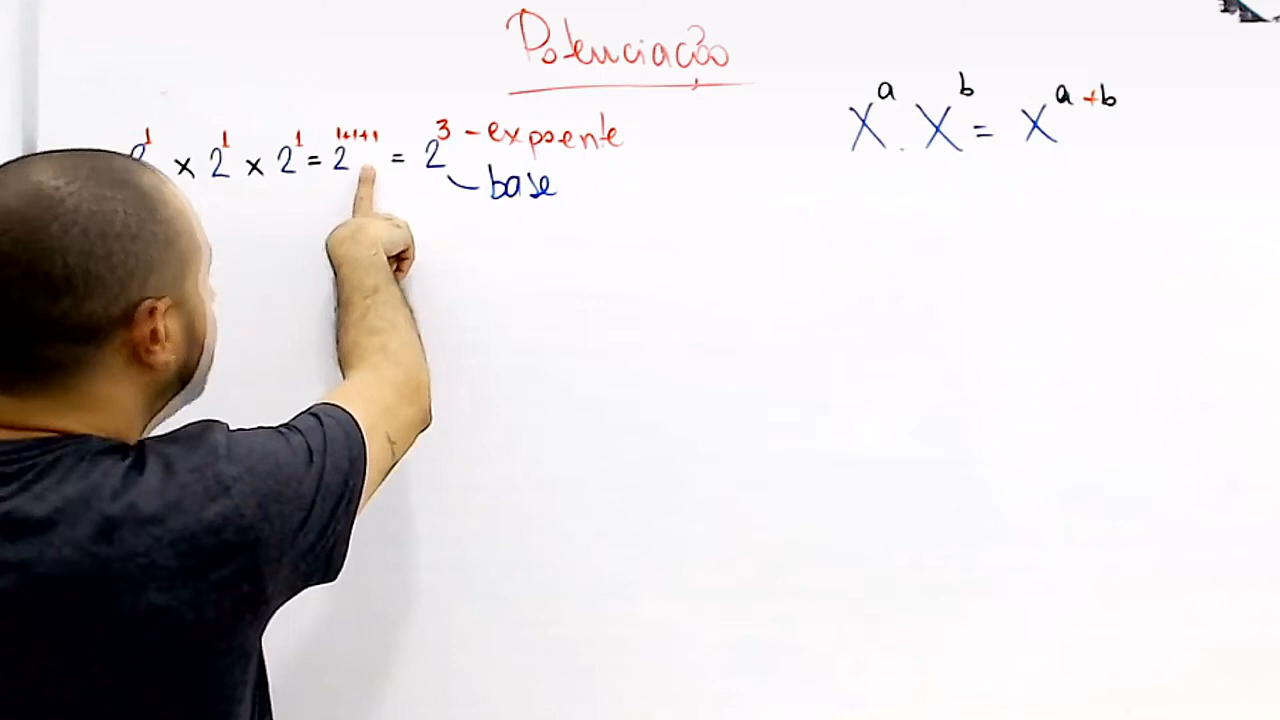 Potenciação
2¹ × 2¹ × 2¹ = 2¹⁺¹⁺¹ = 2³ - expoente
base
Xᵃ . Xᵇ = Xᵃ⁺ᵇ